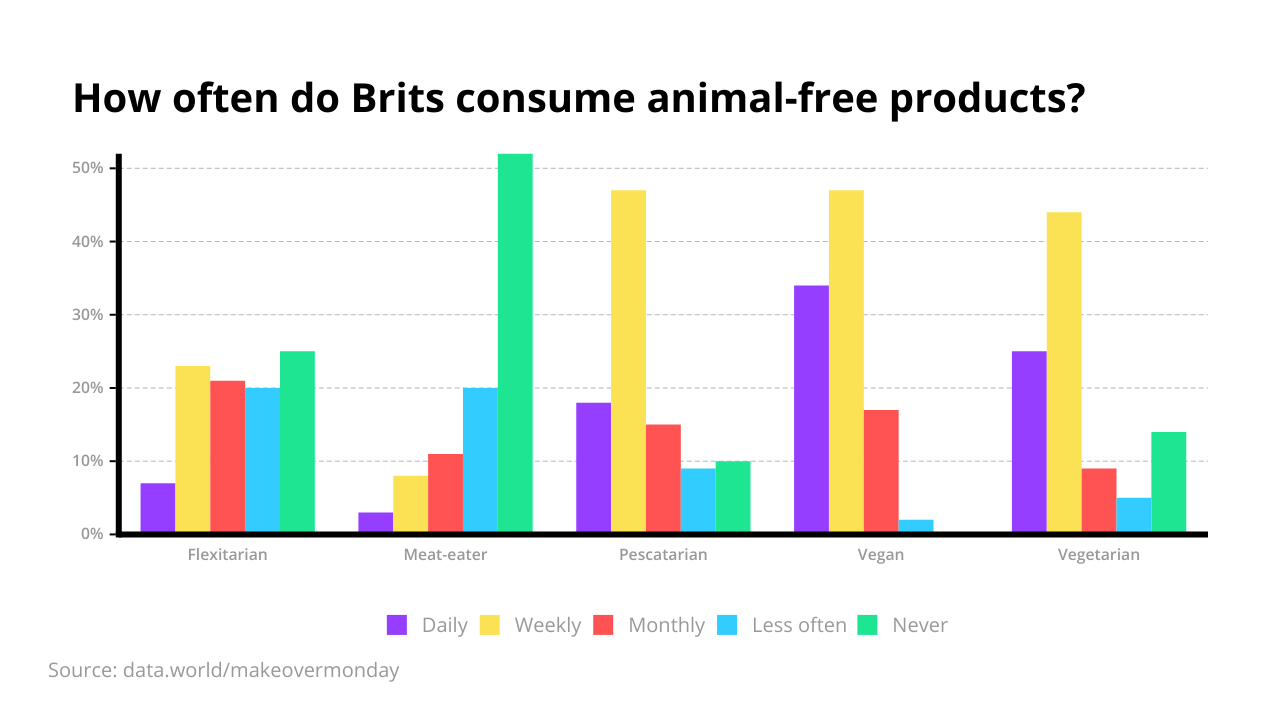 How often do Brits consume animal-free products?
50%
40%
30%
20%
10%
0%
Flexitarian Meat-eater Pescatarian Vegan Vegetarian
Daily Weekly Monthly Less often Never
Source: data.world/makeovermonday